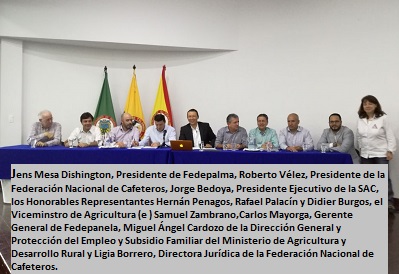 Jens Mesa Dishington, Presidente de Fedepalma, Roberto Vélez, Presidente de la
Federación Nacional de Cafeteros, Jorge Bedoya, Presidente Ejecutivo de la SAC,
los Honorables Representantes Hernán Penagos, Rafael Palacín y Didier Burgos, el
Viceminstro de Agricultura (e ) Samuel Zambrano,Carlos Mayorga, Gerente
General de Fedepanela, Miguel Ángel Cardozo de la Dirección General y
Protección del Empleo y Subsidio Familiar del Ministerio de Agricultura y
Desarrollo Rural y Ligia Borrero, Directora Jurídica de la Federación Nacional de
Cafeteros.